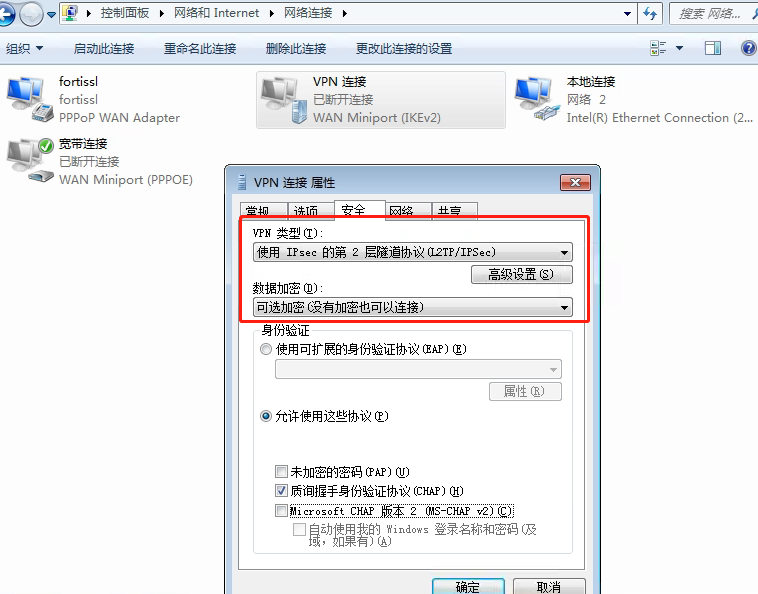 控制面板 网络和 Internet 网络连接 搜索 网络...
组织 启动此连接 重命名此连接 删除此连接 更改此连接的设置
fortissl
fortissl
PPPoP WAN Adapter
VPN 连接
已断开连接
WAN Miniport (IKEv2)
本地连接
网络 2
Intel(R) Ethernet Connection (2...
宽带连接
已断开连接
WAN Miniport (PPPOE)
VPN 连接 属性
常规 选项 安全 网络 共享
VPN 类型(T):
使用 IPsec 的第 2 层隧道协议(L2TP/IPSec)
高级设置(S)
数据加密(D):
可选加密(没有加密也可以连接)
身份验证
使用可扩展的身份验证协议(EAP)(E)
属性(R)
允许使用这些协议(P)
未加密的密码(PAP)(U)
质询握手身份验证协议(CHAP)(H)
Microsoft CHAP 版本 2 (MS-CHAP v2)(C)
自动使用我的 Windows 登录名称和密码(及
域，如果有)(A)
确定 取消